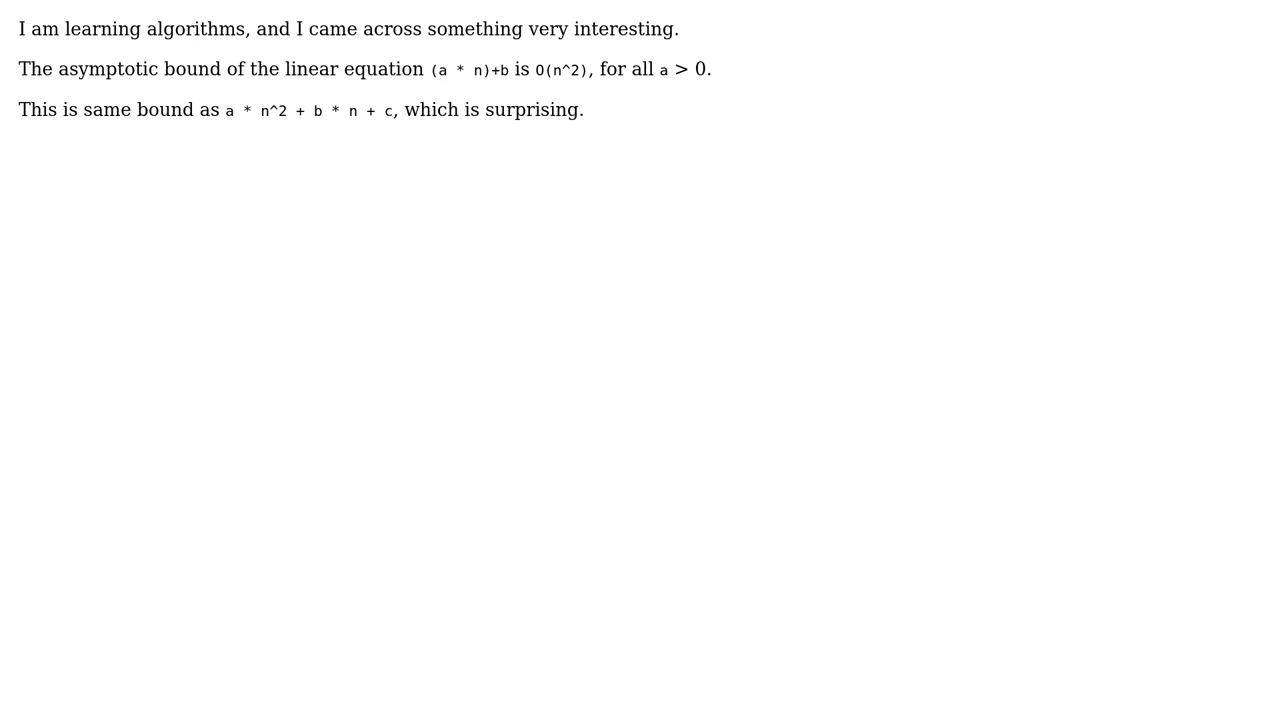 I am learning algorithms, and I came across something very interesting.
The asymptotic bound of the linear equation (a * n)+b is O(n^2), for all a > 0.
This is same bound as a * n^2 + b * n + c, which is surprising.